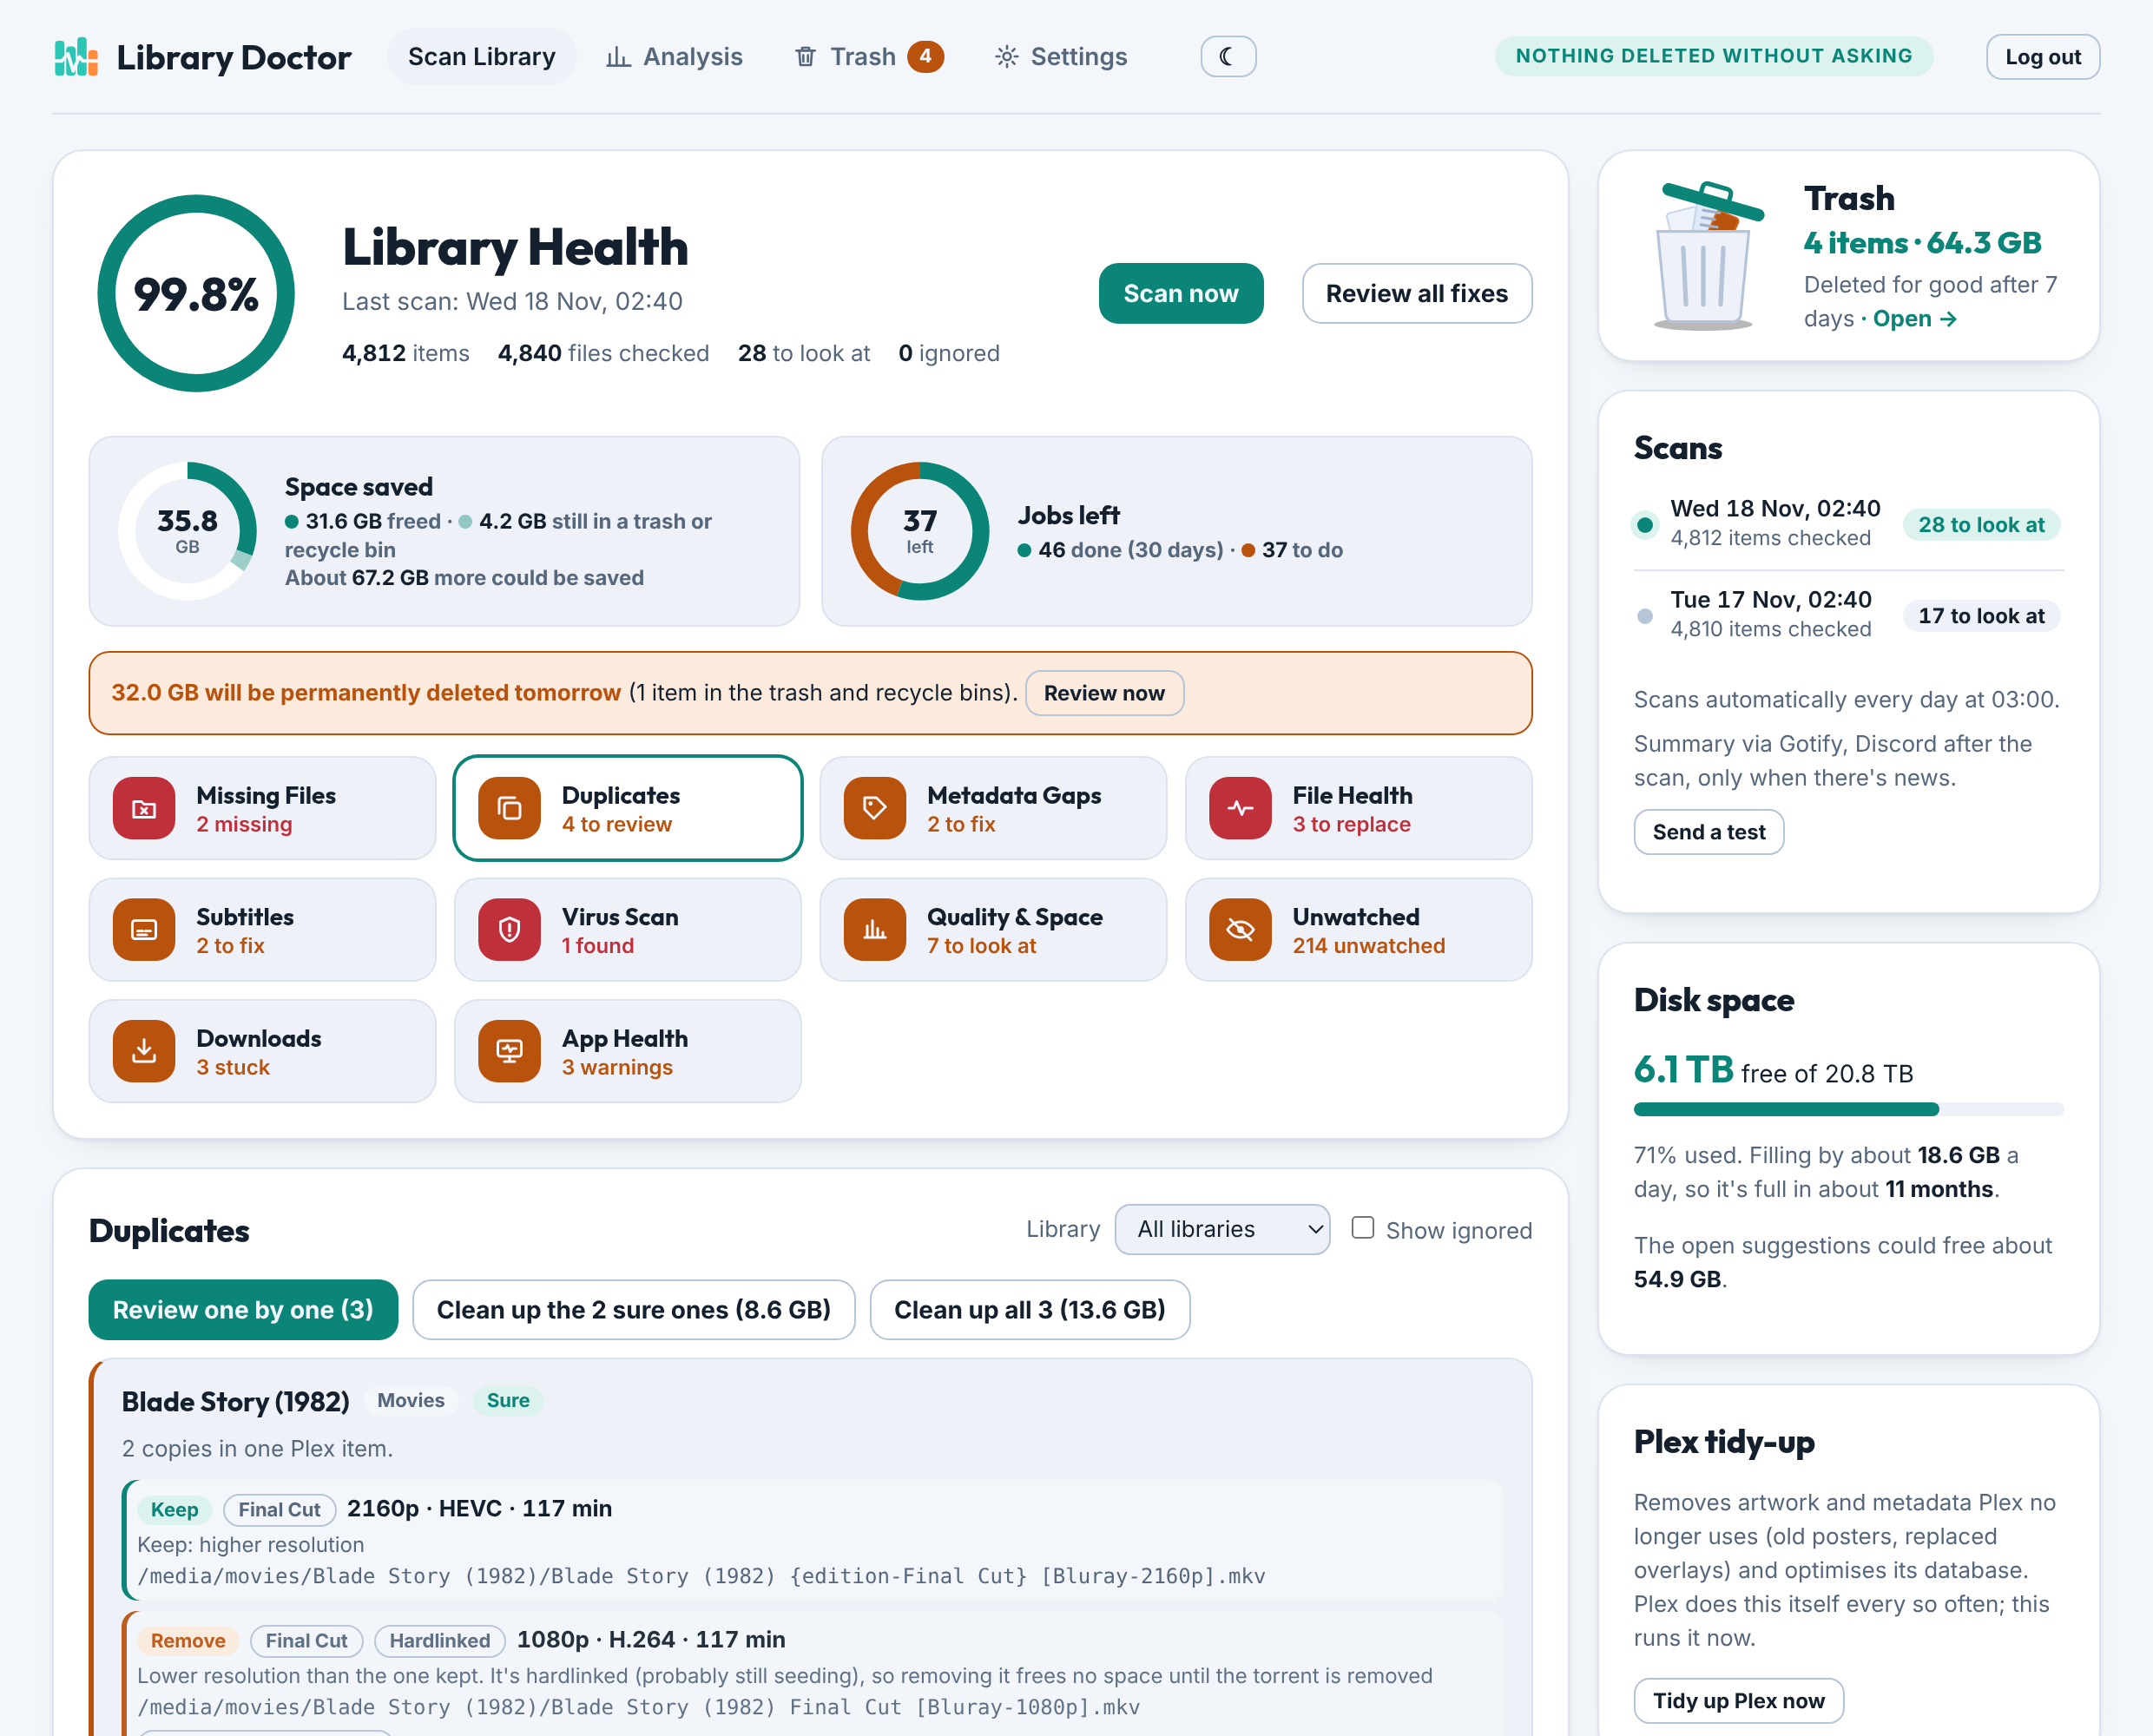 Library Doctor
Scan Library
Analysis
Trash 4
Settings
NOTHING DELETED WITHOUT ASKING
Log out
99.8%
Library Health
Last scan: Wed 18 Nov, 02:40
4,812 items 4,840 files checked 28 to look at 0 ignored
Scan now
Review all fixes
35.8
GB
Space saved
31.6 GB freed · 4.2 GB still in a trash or
recycle bin
About 67.2 GB more could be saved
37
left
Jobs left
46 done (30 days) · 37 to do
32.0 GB will be permanently deleted tomorrow (1 item in the trash and recycle bins). Review now
Missing Files
2 missing
Duplicates
4 to review
Metadata Gaps
2 to fix
File Health
3 to replace
Subtitles
2 to fix
Virus Scan
1 found
Quality & Space
7 to look at
Unwatched
214 unwatched
Downloads
3 stuck
App Health
3 warnings
Duplicates
Library All libraries Show ignored
Review one by one (3)
Clean up the 2 sure ones (8.6 GB)
Clean up all 3 (13.6 GB)
Blade Story (1982) Movies Sure
2 copies in one Plex item.
Keep Final Cut 2160p · HEVC · 117 min
Keep: higher resolution
/media/movies/Blade Story (1982)/Blade Story (1982) {edition-Final Cut} [Bluray-2160p].mkv
Remove Final Cut Hardlinked 1080p · H.264 · 117 min
Lower resolution than the one kept. It's hardlinked (probably still seeding), so removing it frees no space until the torrent is removed
/media/movies/Blade Story (1982)/Blade Story (1982) Final Cut [Bluray-1080p].mkv
Trash
4 items · 64.3 GB
Deleted for good after 7
days · Open →
Scans
Wed 18 Nov, 02:40
4,812 items checked
28 to look at
Tue 17 Nov, 02:40
4,810 items checked
17 to look at
Scans automatically every day at 03:00.
Summary via Gotify, Discord after the
scan, only when there's news.
Send a test
Disk space
6.1 TB free of 20.8 TB
71% used. Filling by about 18.6 GB a
day, so it's full in about 11 months.
The open suggestions could free about
54.9 GB.
Plex tidy-up
Removes artwork and metadata Plex no
longer uses (old posters, replaced
overlays) and optimises its database.
Plex does this itself every so often; this
runs it now.
Tidy up Plex now